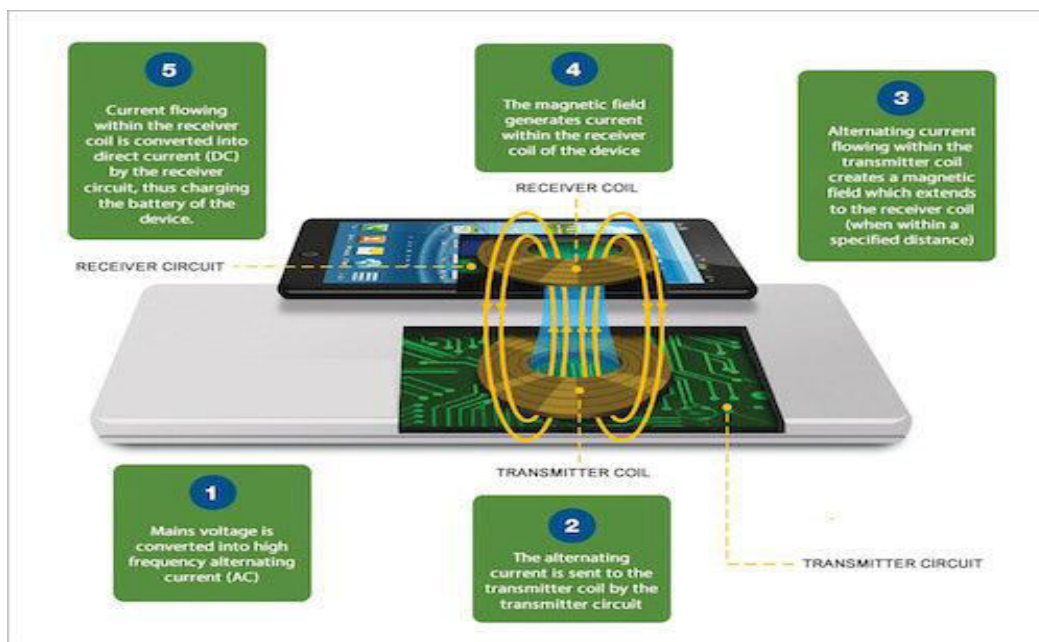 5
Current flowing
within the receiver
coil is converted into
direct current (DC)
by the receiver
circuit, thus charging
the battery of the
device.
4
The magnetic field
generates current
within the receiver
coil of the device
3
Alternating current
flowing within the
transmitter coil
creates a magnetic
field which extends
to the receiver coil
(when within a
specified distance)
RECEIVER COIL
RECEIVER CIRCUIT
TRANSMITTER COIL
1
Mains voltage is
converted into high
frequency alternating
current (AC)
2
The alternating
current is sent to the
transmitter coil by the
transmitter circuit
TRANSMITTER CIRCUIT